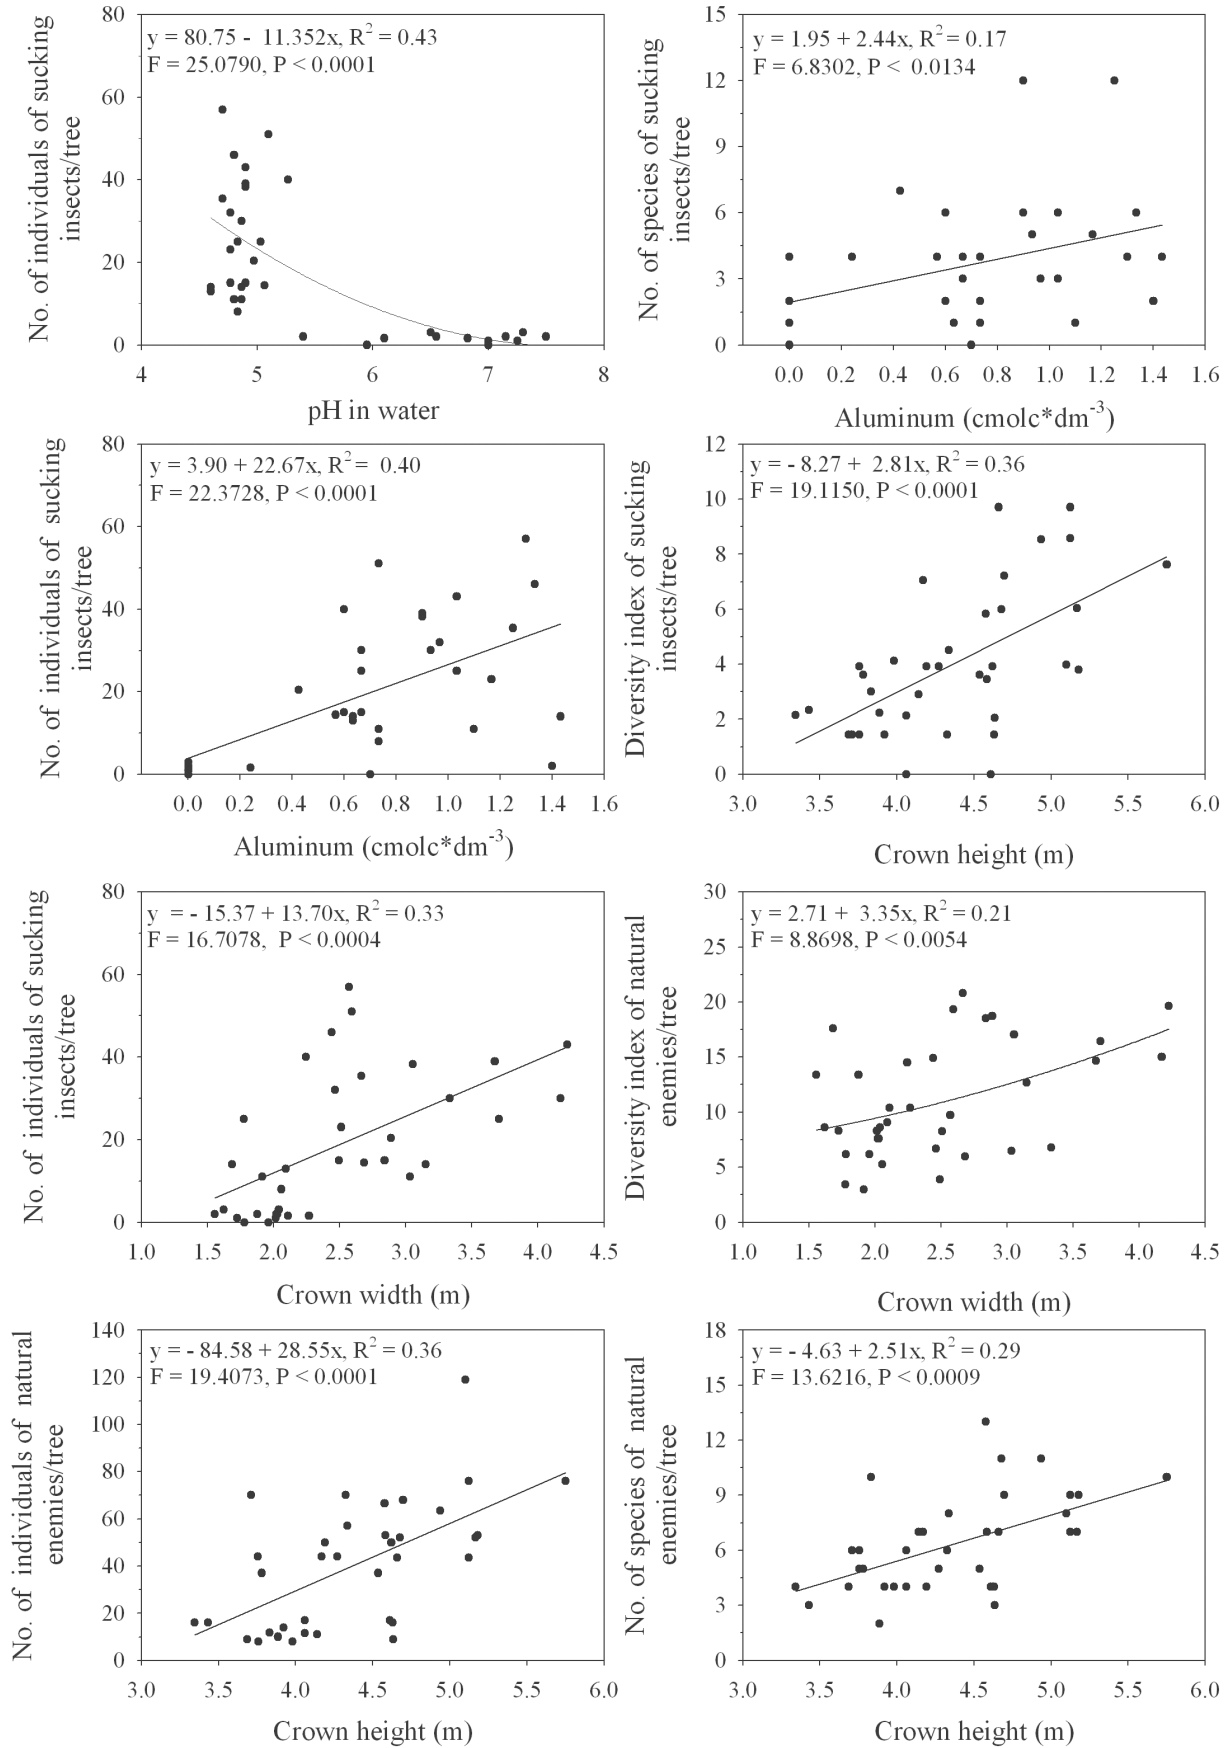 No. of individuals of sucking
insects/tree
80
60
40
20
0
y = 80.75 - 11.352x, R² = 0.43
F = 25.0790, P < 0.0001
4 5 6 7 8
pH in water
No. of species of sucking
insects/tree
15
12
9
6
3
0
y = 1.95 + 2.44x, R² = 0.17
F = 6.8302, P < 0.0134
0.0 0.2 0.4 0.6 0.8 1.0 1.2 1.4 1.6
Aluminum (cmolc*dm⁻³)
No. of individuals of sucking
insects/tree
80
60
40
20
0
y = 3.90 + 22.67x, R² = 0.40
F = 22.3728, P < 0.0001
0.0 0.2 0.4 0.6 0.8 1.0 1.2 1.4 1.6
Aluminum (cmolc*dm⁻³)
Diversity index of sucking
insects/tree
12
10
8
6
4
2
0
y = - 8.27 + 2.81x, R² = 0.36
F = 19.1150, P < 0.0001
3.0 3.5 4.0 4.5 5.0 5.5 6.0
Crown height (m)
No. of individuals of sucking
insects/tree
80
60
40
20
0
y = - 15.37 + 13.70x, R² = 0.33
F = 16.7078, P < 0.0004
1.0 1.5 2.0 2.5 3.0 3.5 4.0 4.5
Crown width (m)
Diversity index of natural
enemies/tree
30
25
20
15
10
5
0
y = 2.71 + 3.35x, R² = 0.21
F = 8.8698, P < 0.0054
1.0 1.5 2.0 2.5 3.0 3.5 4.0 4.5
Crown width (m)
No. of individuals of natural
enemies/tree
140
120
100
80
60
40
20
0
y = - 84.58 + 28.55x, R² = 0.36
F = 19.4073, P < 0.0001
3.0 3.5 4.0 4.5 5.0 5.5 6.0
Crown height (m)
No. of species of natural
enemies/tree
18
15
12
9
6
3
0
y = - 4.63 + 2.51x, R² = 0.29
F = 13.6216, P < 0.0009
3.0 3.5 4.0 4.5 5.0 5.5 6.0
Crown height (m)